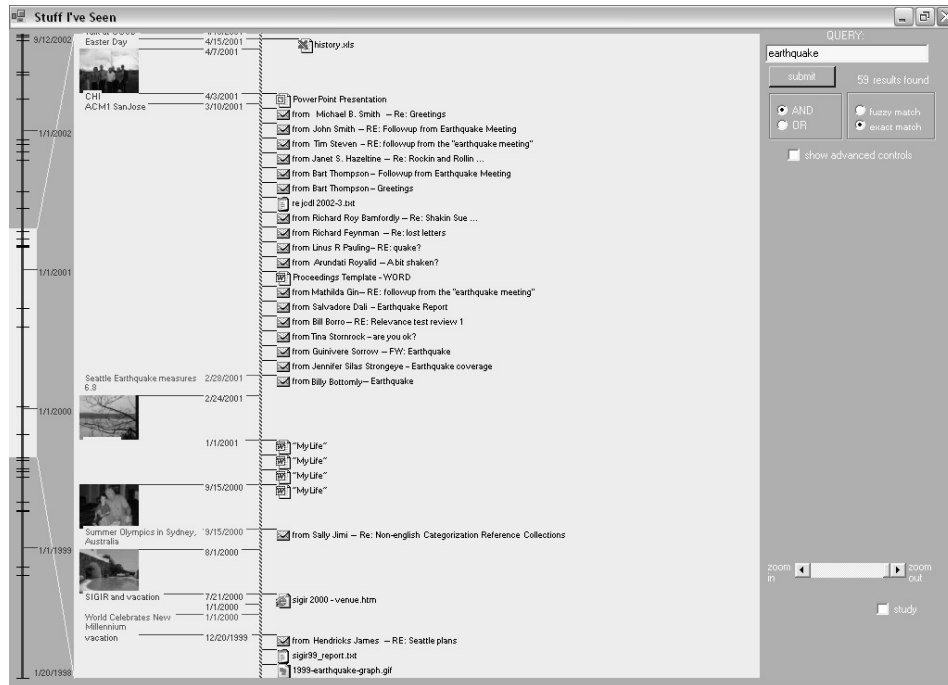 Stuff I've Seen
9/12/2002
1/1/2002
1/1/2001
1/1/2000
1/1/1999
1/20/1998
Easter Day 4/15/2001
4/7/2001
history.xls
CHI 4/3/2001
PowerPoint Presentation
ACM1 SanJose 3/10/2001
from Michael B. Smith – Re: Greetings
from John Smith – RE: Followup from Earthquake Meeting
from Tim Steven – RE: followup from the "earthquake meeting"
from Janet S. Hazeltine – Re: Rockin and Rollin ...
from Bart Thompson – Followup from Earthquake Meeting
from Bart Thompson – Greetings
re jcdl 2002-3.txt
from Richard Roy Bamfordly – Re: Shakin Sue ...
from Richard Feynman – Re: lost letters
from Linus R Pauling– RE: quake?
from Arundati Royalid – A bit shaken?
Proceedings Template - WORD
from Mathilda Gin– RE: followup from the "earthquake meeting"
from Salvadore Dali – Earthquake Report
from Bill Borro – RE: Relevance test review 1
from Tina Stornrock – are you ok?
from Guinivere Sorrow – FW: Earthquake
from Jennifer Silas Strongeye – Earthquake coverage
Seattle Earthquake measures 2/28/2001
6.8
from Billy Bottomly– Earthquake
2/24/2001
1/1/2001
"MyLife"
"MyLife"
"MyLife"
9/15/2000
"MyLife"
Summer Olympics in Sydney, 9/15/2000
Australia
from Sally Jimi – Re: Non-english Categorization Reference Collections
8/1/2000
SIGIR and vacation 7/21/2000
sigir 2000 - venue.htm
1/1/2000
World Celebrates New 1/1/2000
Millennium
vacation 12/20/1999
from Hendricks James – RE: Seattle plans
sigir99_report.txt
1999-earthquake-graph.gif
QUERY:
earthquake
submit
59 results found
AND
OR
fuzzy match
exact match
show advanced controls
zoom in
zoom out
study